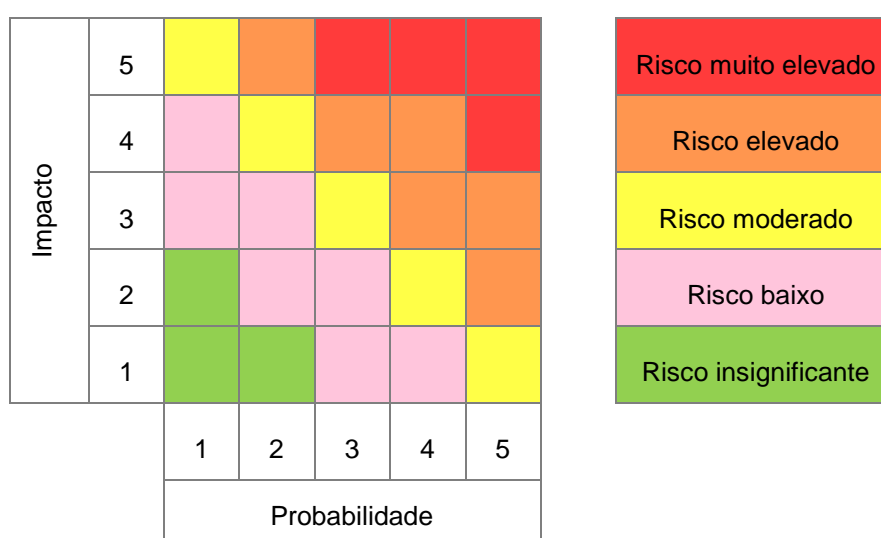 5 Risco muito elevado
4 Risco elevado
Impacto
3 Risco moderado
2 Risco baixo
1 Risco insignificante
1 2 3 4 5
Probabilidade